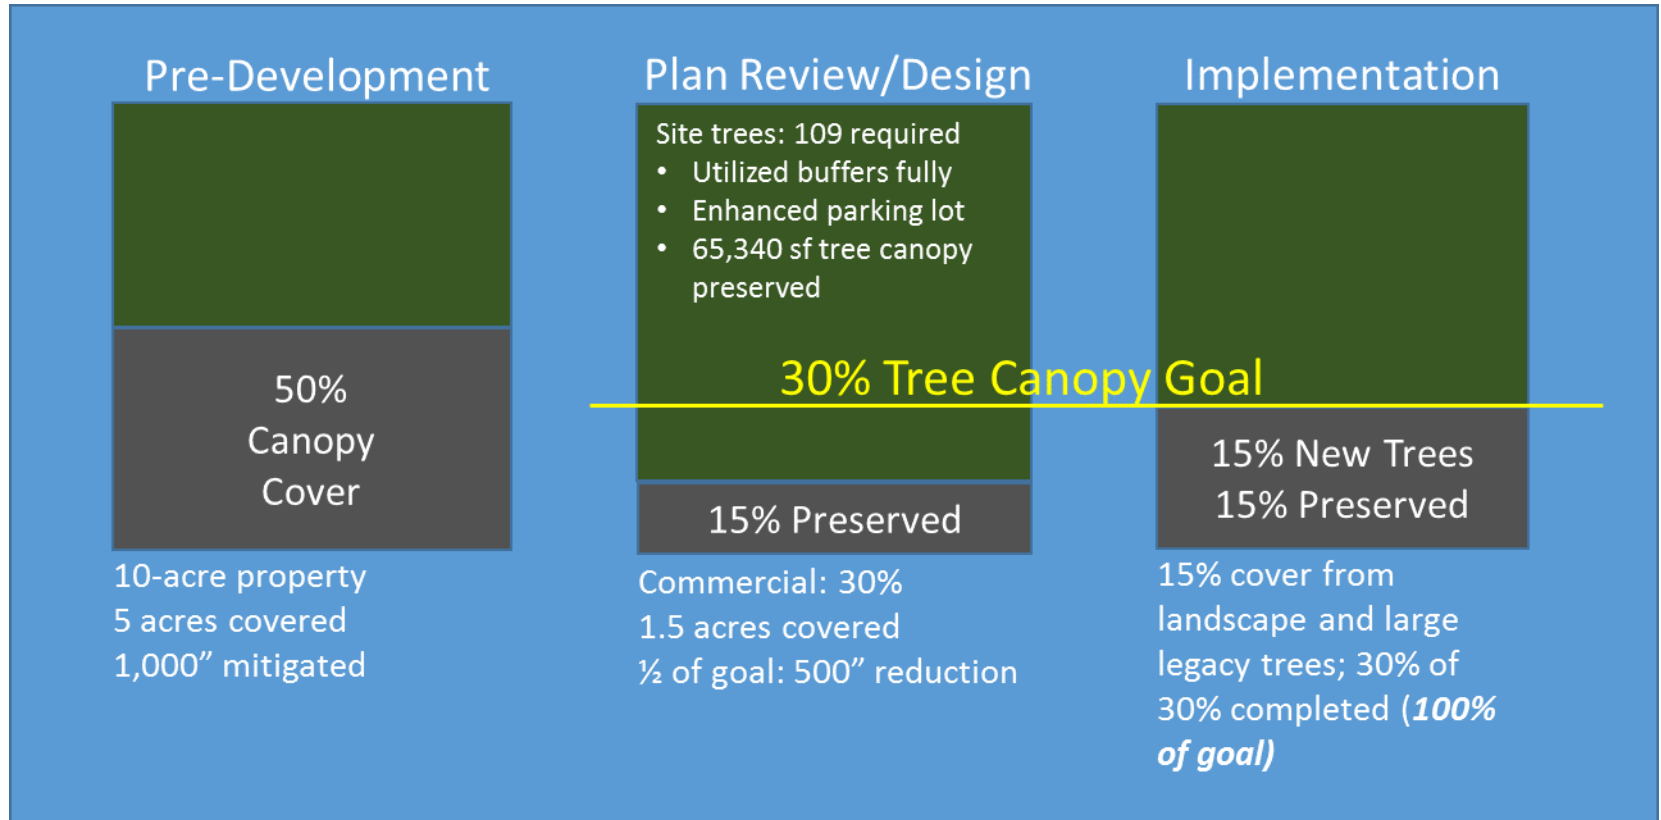 Pre-Development
50%
Canopy
Cover
10-acre property
5 acres covered
1,000” mitigated
Plan Review/Design
Site trees: 109 required
• Utilized buffers fully
• Enhanced parking lot
• 65,340 sf tree canopy
preserved
30% Tree Canopy Goal
15% Preserved
Commercial: 30%
1.5 acres covered
½ of goal: 500” reduction
Implementation
15% New Trees
15% Preserved
15% cover from
landscape and large
legacy trees; 30% of
30% completed (100%
of goal)